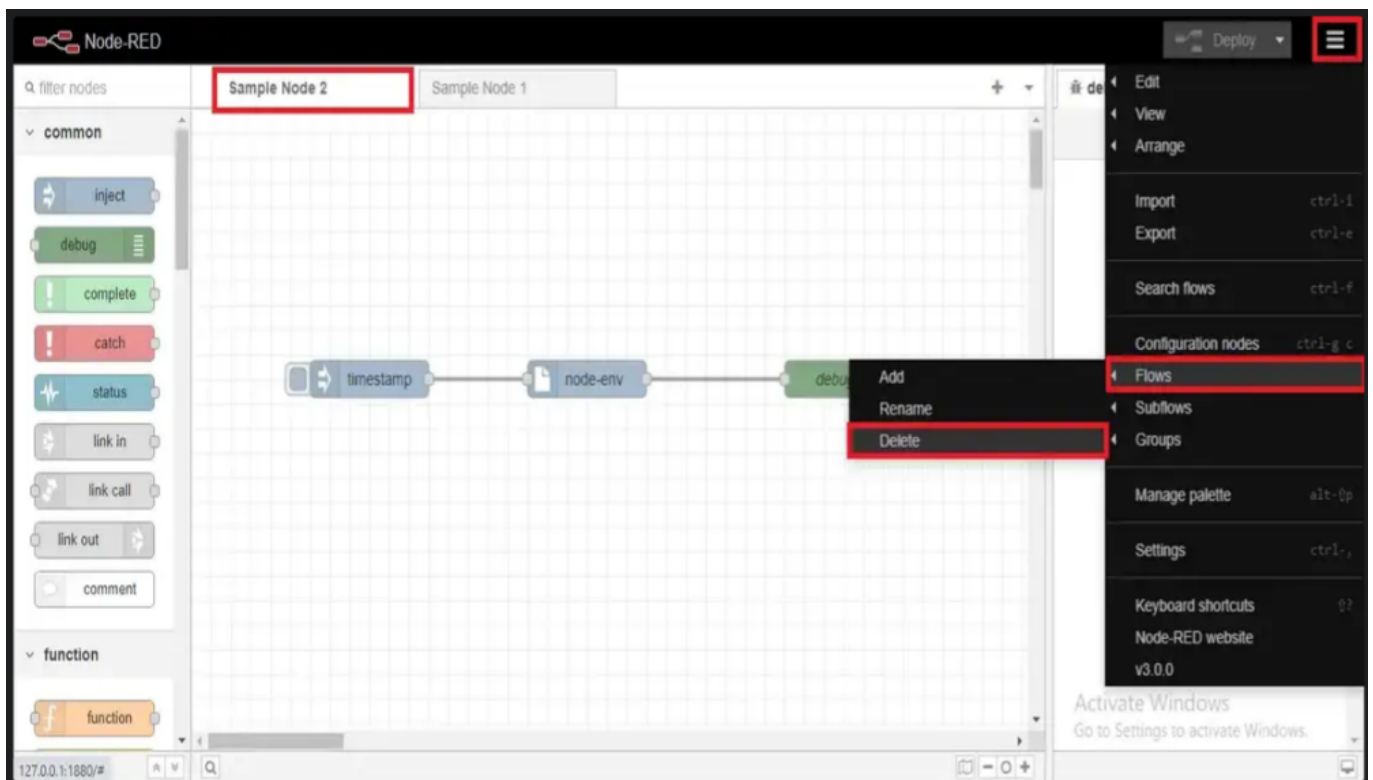 Node-RED
Deploy
filter nodes
Sample Node 2
Sample Node 1
de
common
inject
debug
complete
catch
status
link in
link call
link out
comment
function
function
timestamp
node-env
debu
Add
Rename
Delete
Edit
View
Arrange
Import ctrl-i
Export ctrl-e
Search flows ctrl-f
Configuration nodes ctrl-g c
Flows
Subflows
Groups
Manage palette alt-⇧p
Settings ctrl-,
Keyboard shortcuts ⇧?
Node-RED website
v3.0.0
Activate Windows
Go to Settings to activate Windows.
127.0.0.1:1880/#